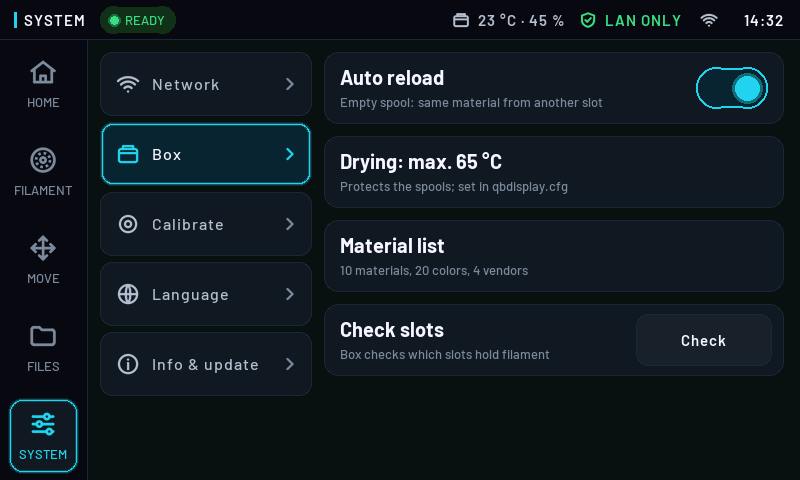 SYSTEM
READY
23 °C · 45 %
LAN ONLY
14:32
HOME
FILAMENT
MOVE
FILES
SYSTEM
Network
Box
Calibrate
Language
Info & update
Auto reload
Empty spool: same material from another slot
Drying: max. 65 °C
Protects the spools; set in qbdisplay.cfg
Material list
10 materials, 20 colors, 4 vendors
Check slots
Box checks which slots hold filament
Check